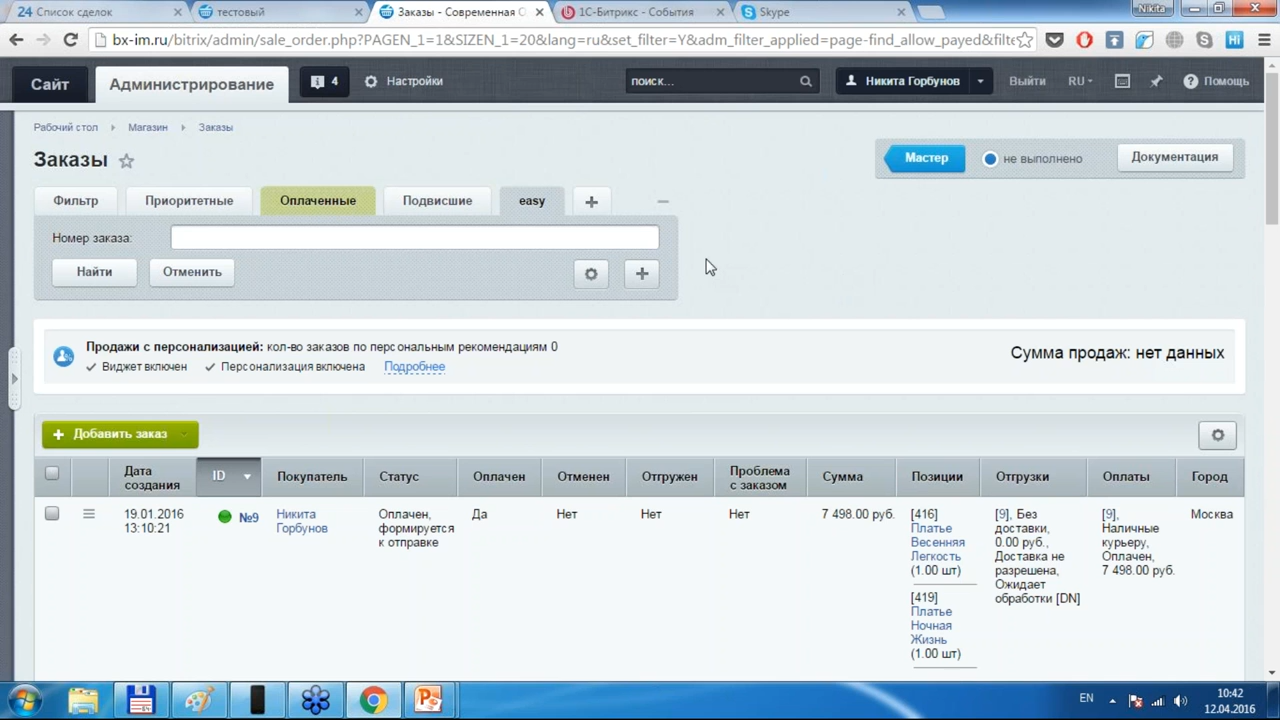 24 Список сделок
тестовый
Заказы - Современная С
1С-Битрикс - События
Skype
Nikita
bx-im.ru/bitrix/admin/sale_order.php?PAGEN_1=1&SIZEN_1=20&lang=ru&set_filter=Y&adm_filter_applied=page-find_allow_payed&filte
Hi
Сайт
Администрирование
4
Настройки
поиск...
Никита Горбунов
Выйти
RU
Помощь
Рабочий стол
Магазин
Заказы
Заказы
Мастер
не выполнено
Документация
Фильтр
Приоритетные
Оплаченные
Подвисшие
easy
Номер заказа:
Найти
Отменить
Продажи с персонализацией: кол-во заказов по персональным рекомендациям 0
Виджет включен
Персонализация включена
Подробнее
Сумма продаж: нет данных
Добавить заказ
Дата
создания
ID
Покупатель
Статус
Оплачен
Отменен
Отгружен
Проблема
с заказом
Сумма
Позиции
Отгрузки
Оплаты
Город
19.01.2016
13:10:21
№9
Никита
Горбунов
Оплачен,
формируется
к отправке
Да
Нет
Нет
Нет
7 498.00 руб.
[416]
Платье
Весенняя
Легкость
(1.00 шт)
[419]
Платье
Ночная
Жизнь
(1.00 шт)
[9], Без
доставки,
0.00 руб.,
Доставка не
разрешена,
Ожидает
обработки [DN]
[9],
Наличные
курьеру,
Оплачен,
7 498.00 руб.
Москва
EN
10:42
12.04.2016